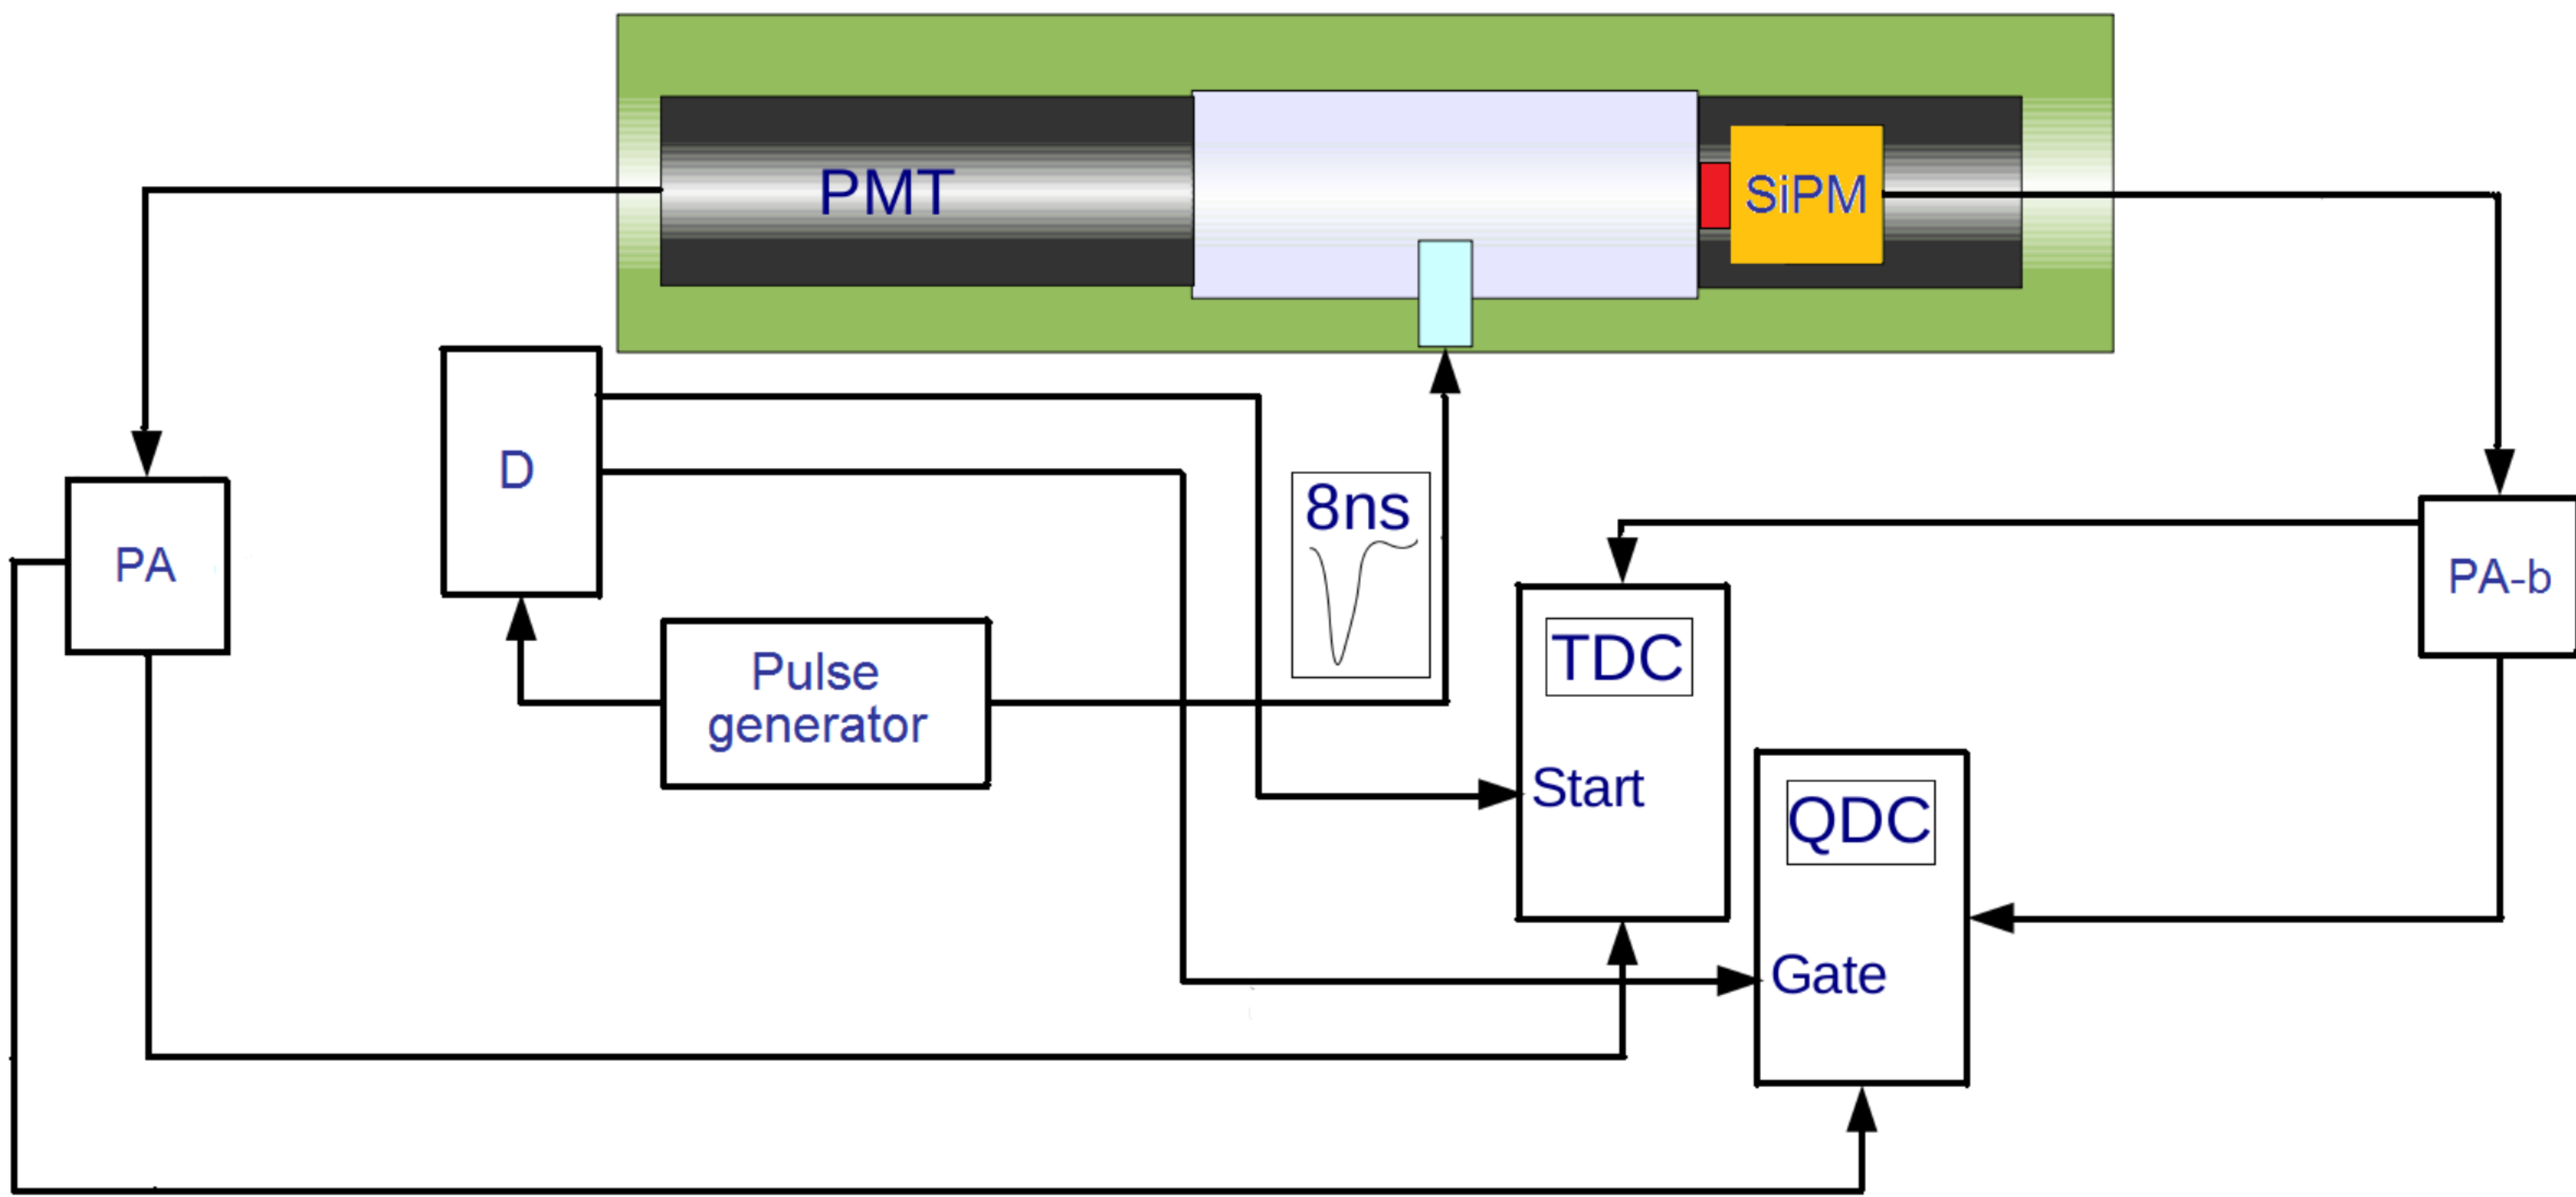 PMT
SiPM
D
PA
8ns
PA-b
TDC
Pulse
generator
Start
QDC
Gate